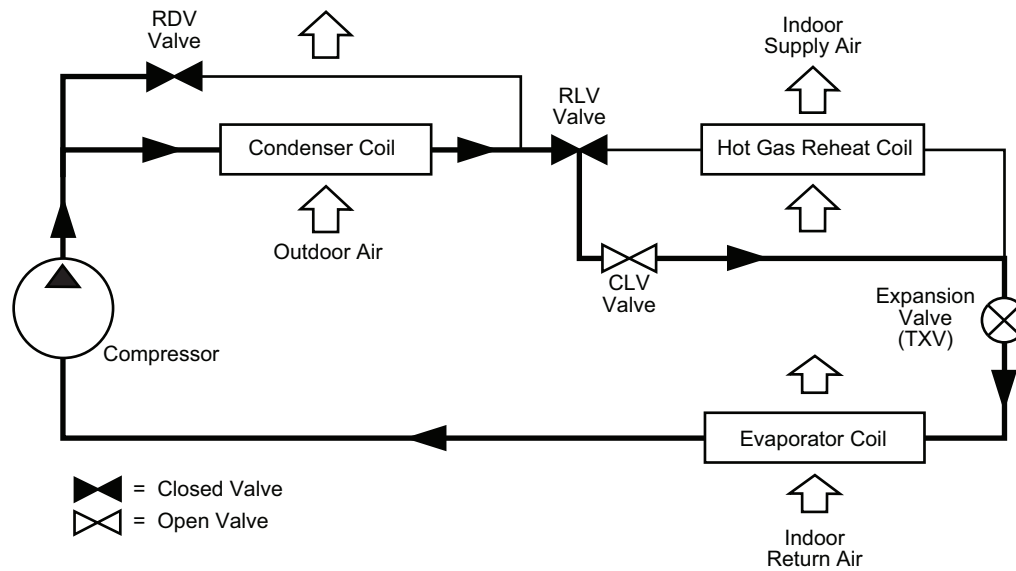 RDV
Valve
Indoor
Supply Air
RLV
Valve
Condenser Coil
Hot Gas Reheat Coil
Outdoor Air
CLV
Valve
Expansion
Valve
(TXV)
Compressor
Evaporator Coil
= Closed Valve
= Open Valve
Indoor
Return Air